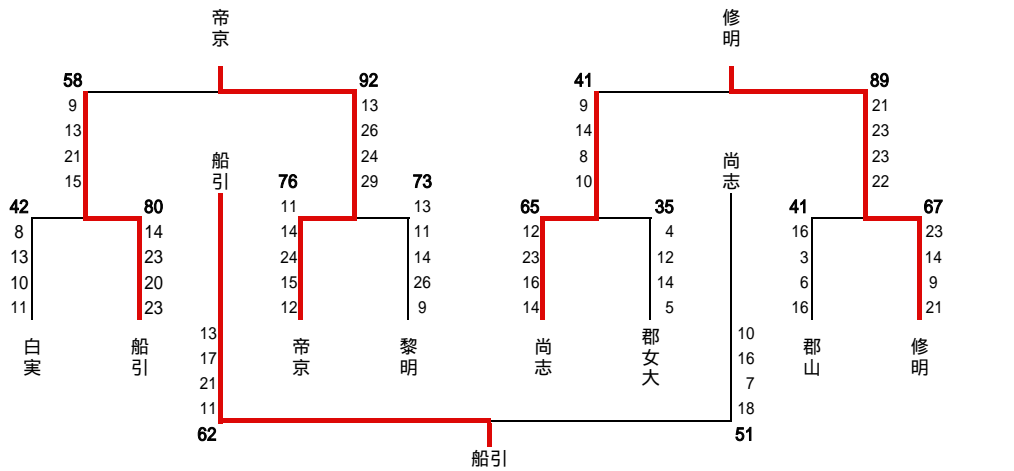 帝京
修明
58 92 41 89
9 13 9 21
13 26 14 23
21 24 8 23
15 29 10 22
船引
尚志
76 73
42 80 11 13 65 35 41 67
8 14 14 11 12 4 16 23
13 23 24 14 23 12 3 14
10 20 15 26 16 14 6 9
11 23 12 9 14 5 16 21
白実 船引 帝京 黎明 尚志 郡女大 郡山 修明
13 10
17 16
21 7
11 18
62 51
船引